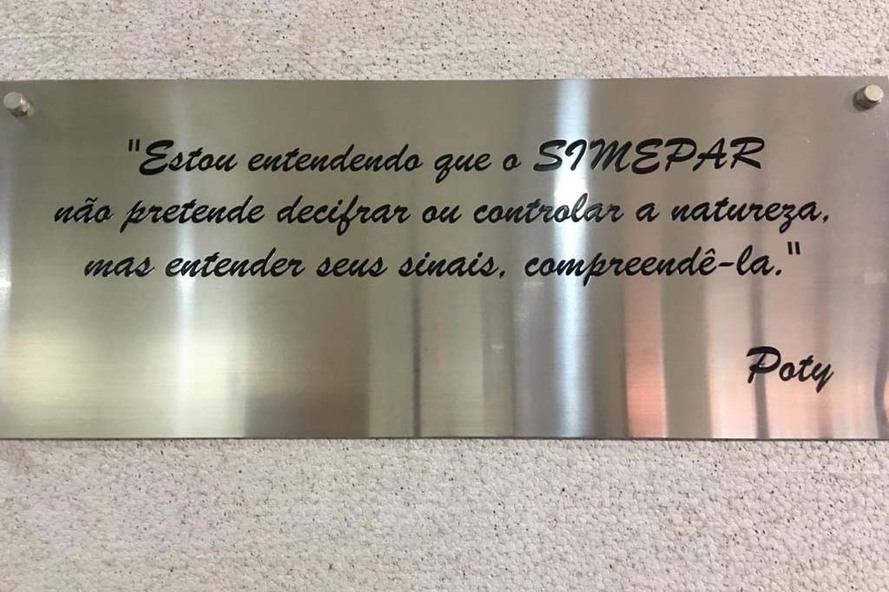 "Estou entendendo que o SIMEPAR
não pretende decifrar ou controlar a natureza,
mas entender seus sinais, compreendê-la."
Poty